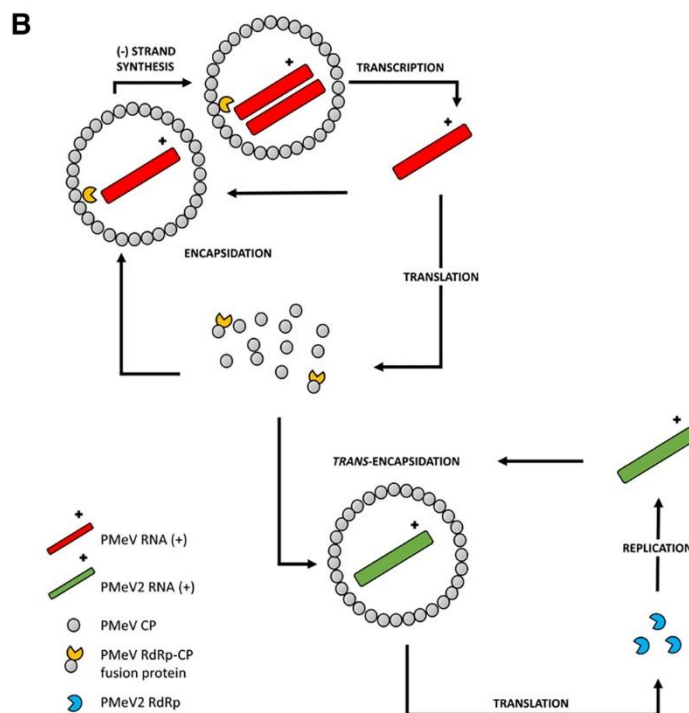 B
(-) STRAND
SYNTHESIS
+
TRANSCRIPTION
+
+
ENCAPSIDATION
TRANSLATION
+
TRANS-ENCAPSIDATION
+
REPLICATION
TRANSLATION
+
PMeV RNA (+)
+
PMeV2 RNA (+)
PMeV CP
PMeV RdRp-CP
fusion protein
PMeV2 RdRp